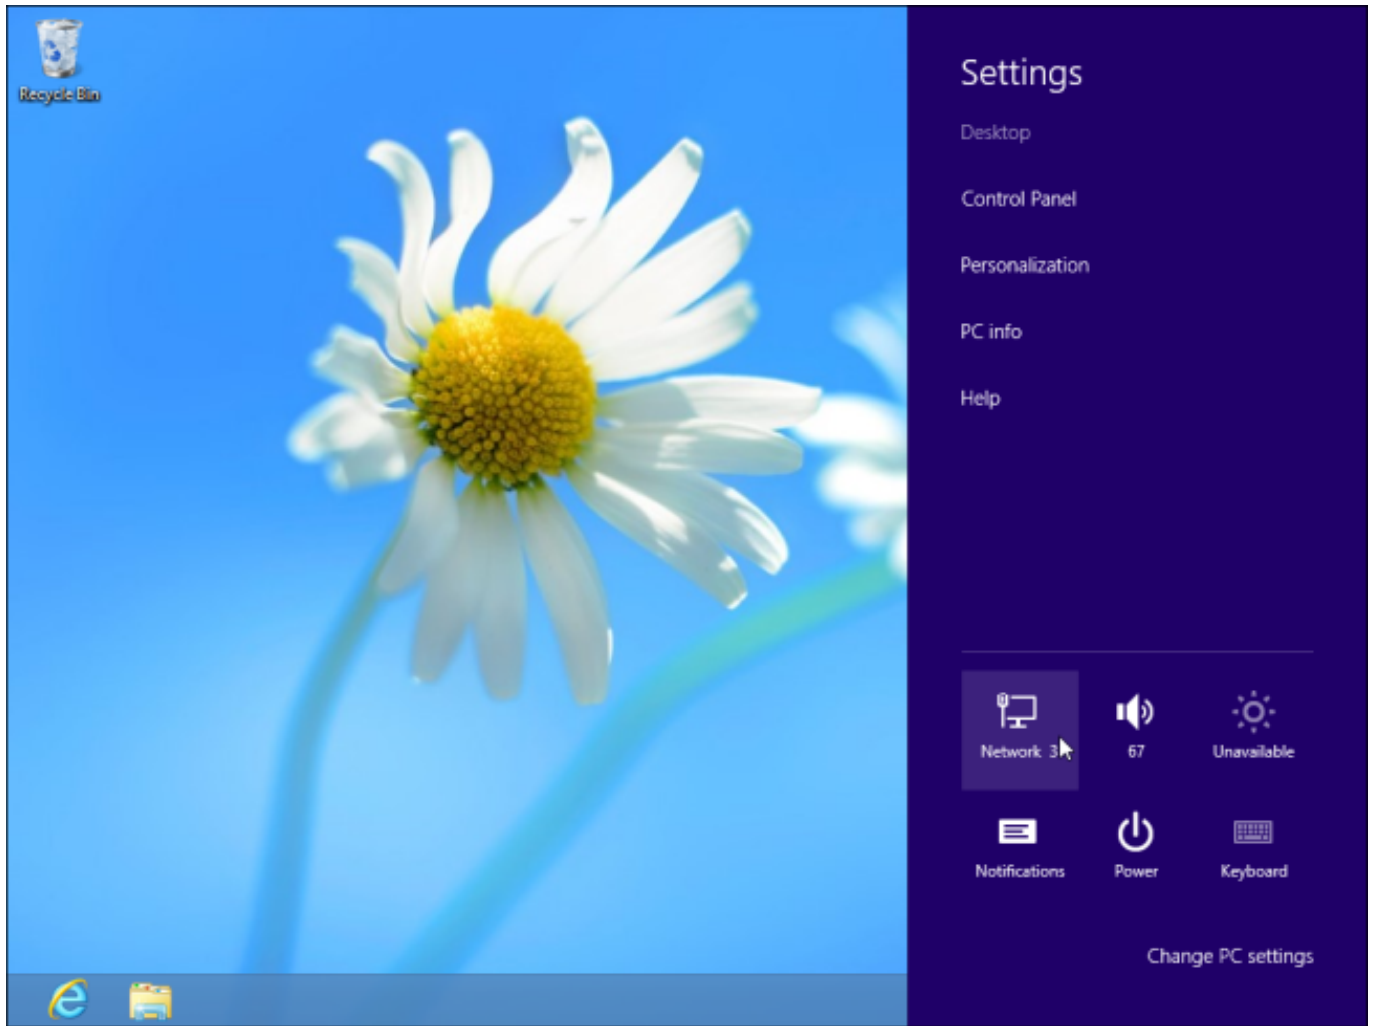 Recycle Bin
Settings
Desktop
Control Panel
Personalization
PC info
Help
Network 3
67
Unavailable
Notifications
Power
Keyboard
Change PC settings